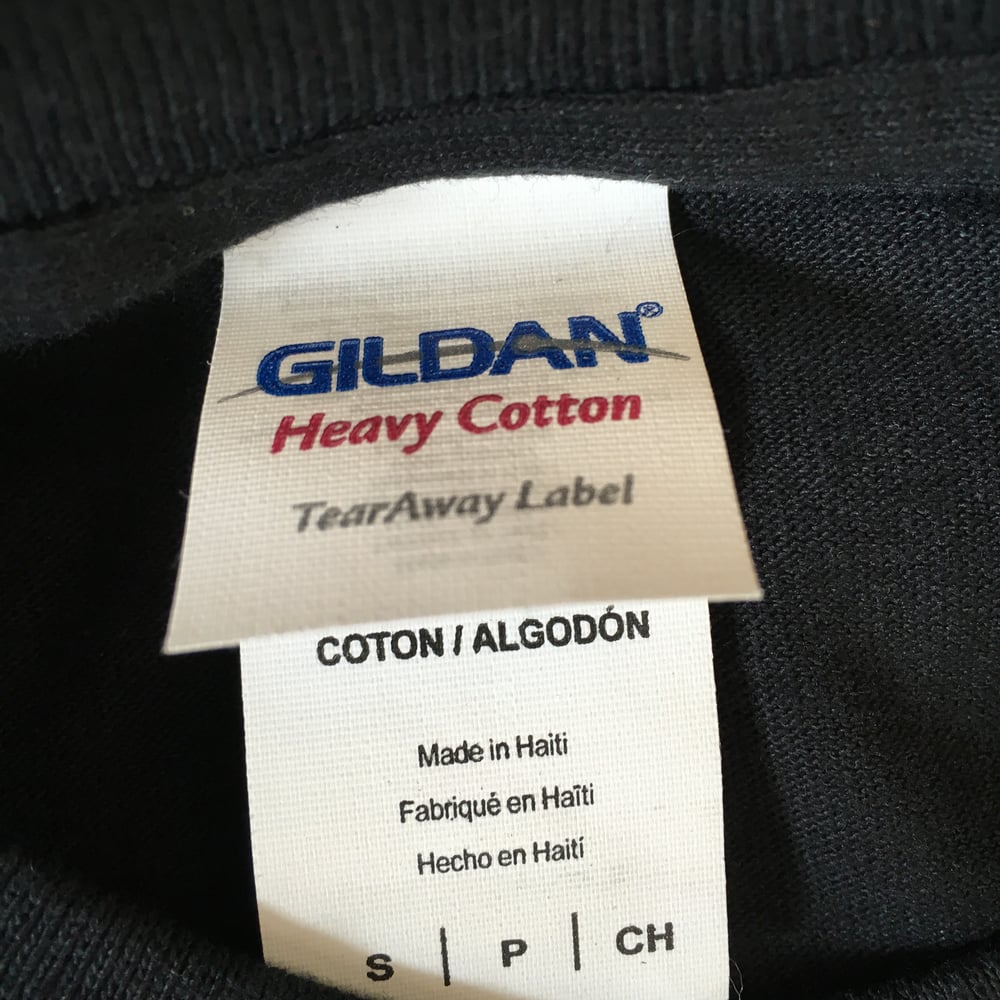 GILDAN®
Heavy Cotton
TearAway Label
COTON / ALGODÓN
Made in Haiti
Fabriqué en Haïti
Hecho en Haití
S | P | CH